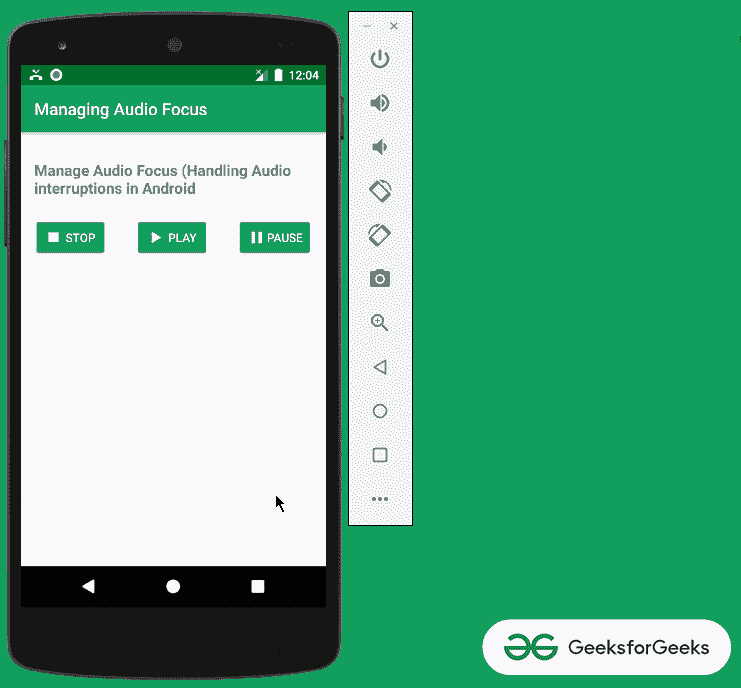 12:04
Managing Audio Focus
Manage Audio Focus (Handling Audio
interruptions in Android
STOP PLAY PAUSE
GeeksforGeeks